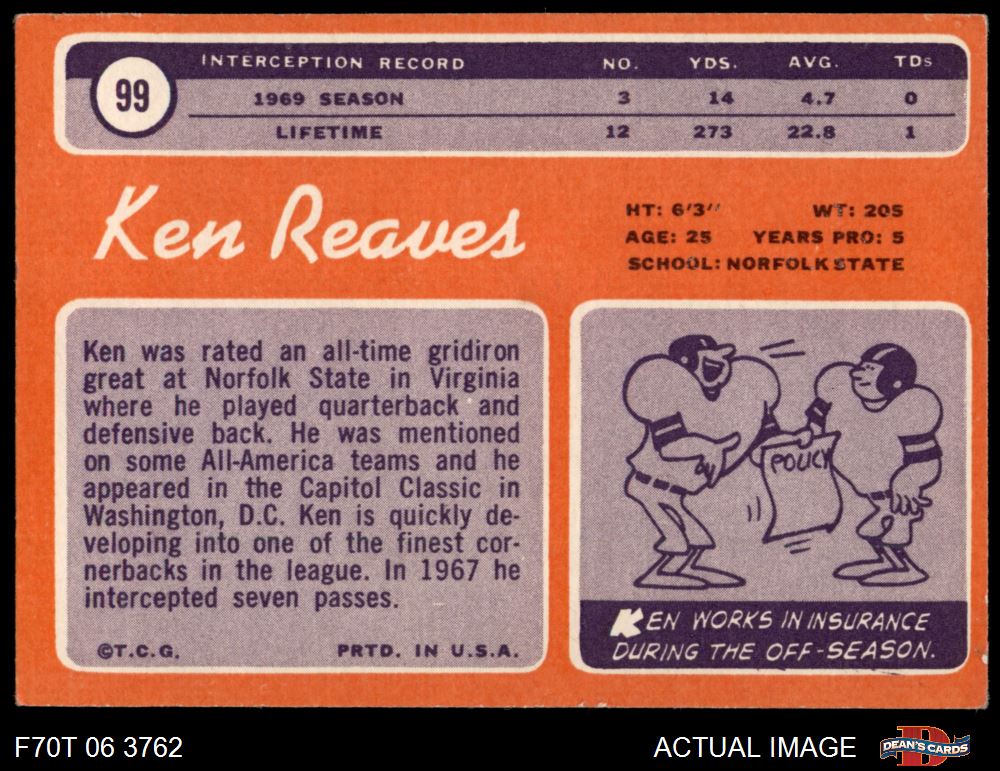 99
INTERCEPTION RECORD NO. YDS. AVG. TDs
1969 SEASON 3 14 4.7 0
LIFETIME 12 273 22.8 1
Ken Reaves
HT: 6'3" WT: 205
AGE: 25 YEARS PRO: 5
SCHOOL: NORFOLK STATE
Ken was rated an all-time gridiron
great at Norfolk State in Virginia
where he played quarterback and
defensive back. He was mentioned
on some All-America teams and he
appeared in the Capitol Classic in
Washington, D.C. Ken is quickly de-
veloping into one of the finest cor-
nerbacks in the league. In 1967 he
intercepted seven passes.
©T.C.G. PRTD. IN U.S.A.
POLICY
KEN WORKS IN INSURANCE
DURING THE OFF-SEASON.
F70T 06 3762
ACTUAL IMAGE
DEAN'S CARDS